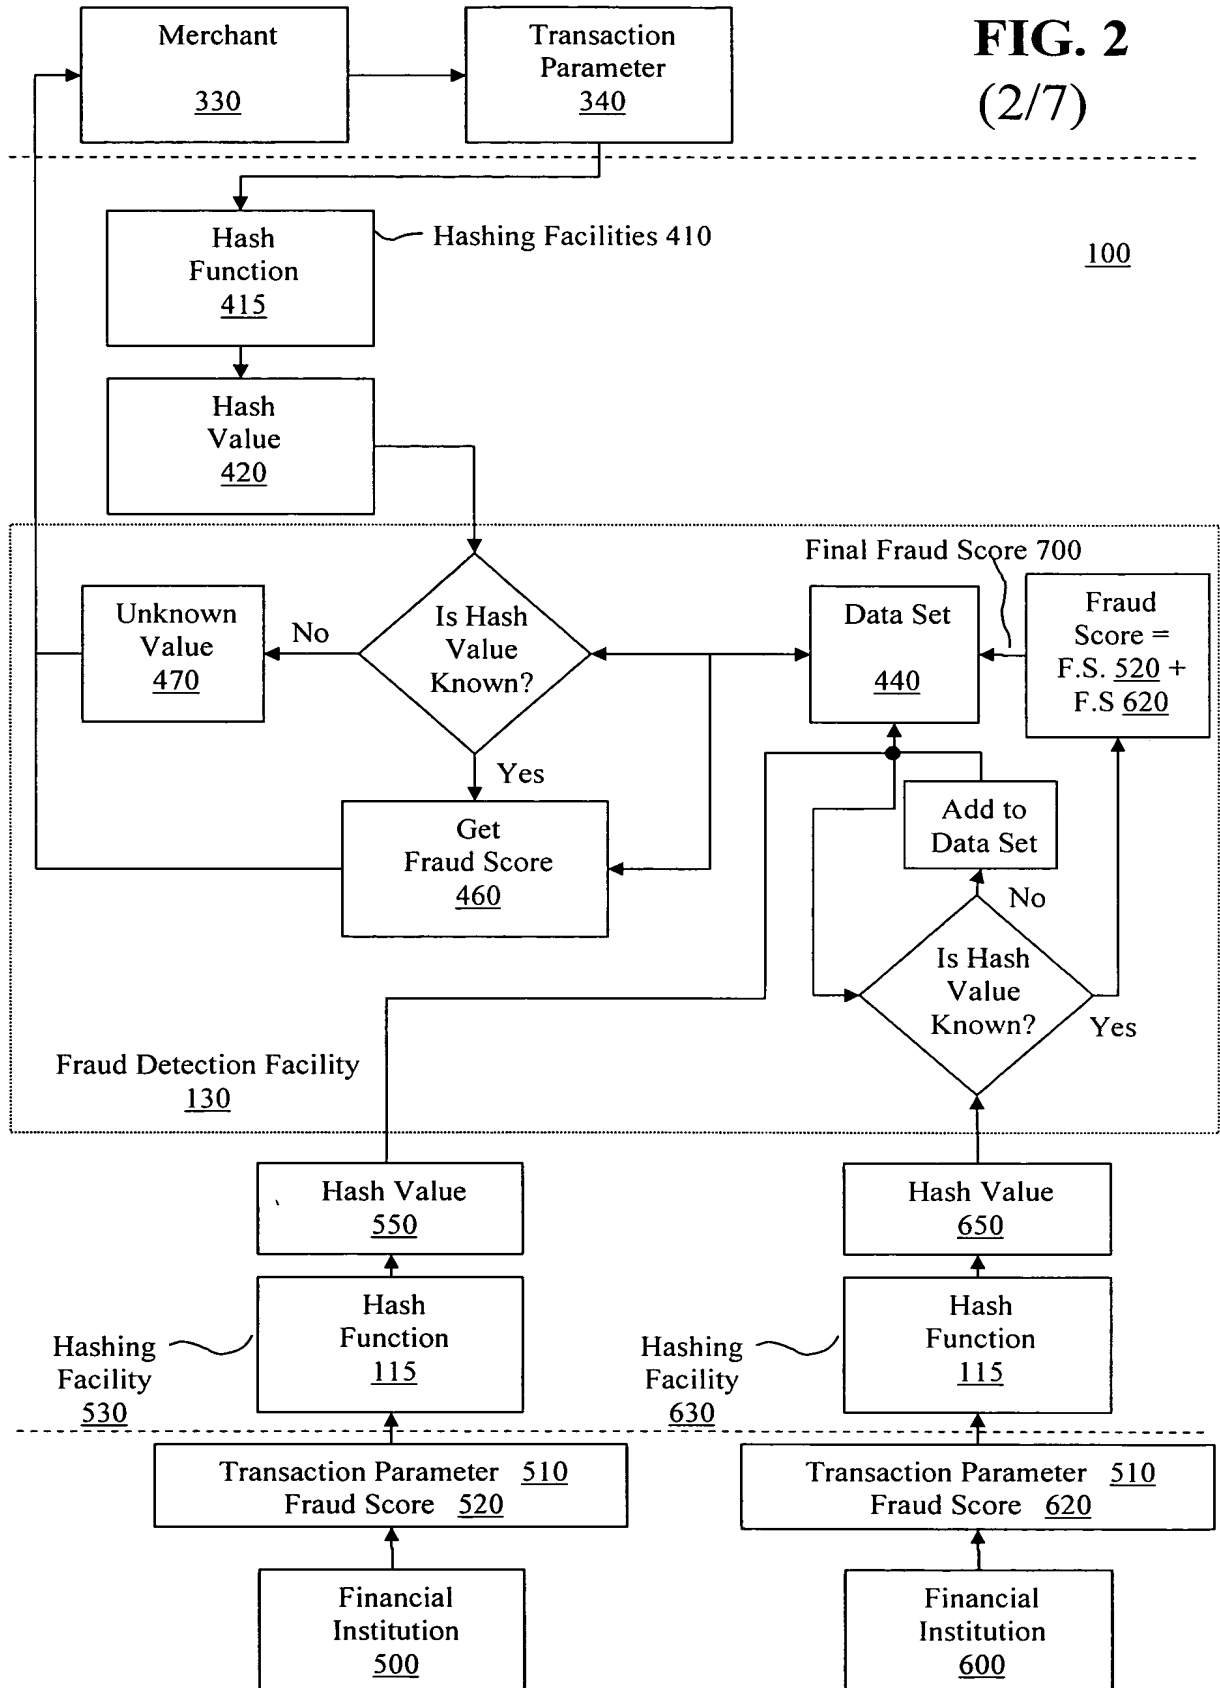 Merchant
330
Transaction
Parameter
340
FIG. 2
(2/7)
Hash
Function
415
Hashing Facilities 410
100
Hash
Value
420
Final Fraud Score 700
Unknown
Value
470
No
Is Hash
Value
Known?
Data Set
440
Fraud
Score =
F.S. 520 +
F.S 620
Yes
Get
Fraud Score
460
Add to
Data Set
No
Is Hash
Value
Known?
Yes
Fraud Detection Facility
130
Hash Value
550
Hash Value
650
Hash
Function
115
Hashing
Facility
530
Hash
Function
115
Hashing
Facility
630
Transaction Parameter 510
Fraud Score 520
Transaction Parameter 510
Fraud Score 620
Financial
Institution
500
Financial
Institution
600